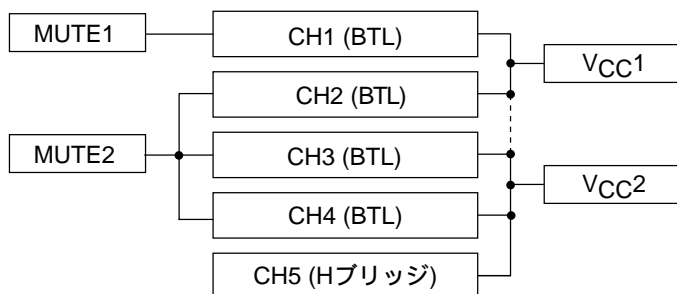 MUTE1
CH1 (BTL)
VCC1
CH2 (BTL)
MUTE2
CH3 (BTL)
VCC2
CH4 (BTL)
CH5 (Hブリッジ)